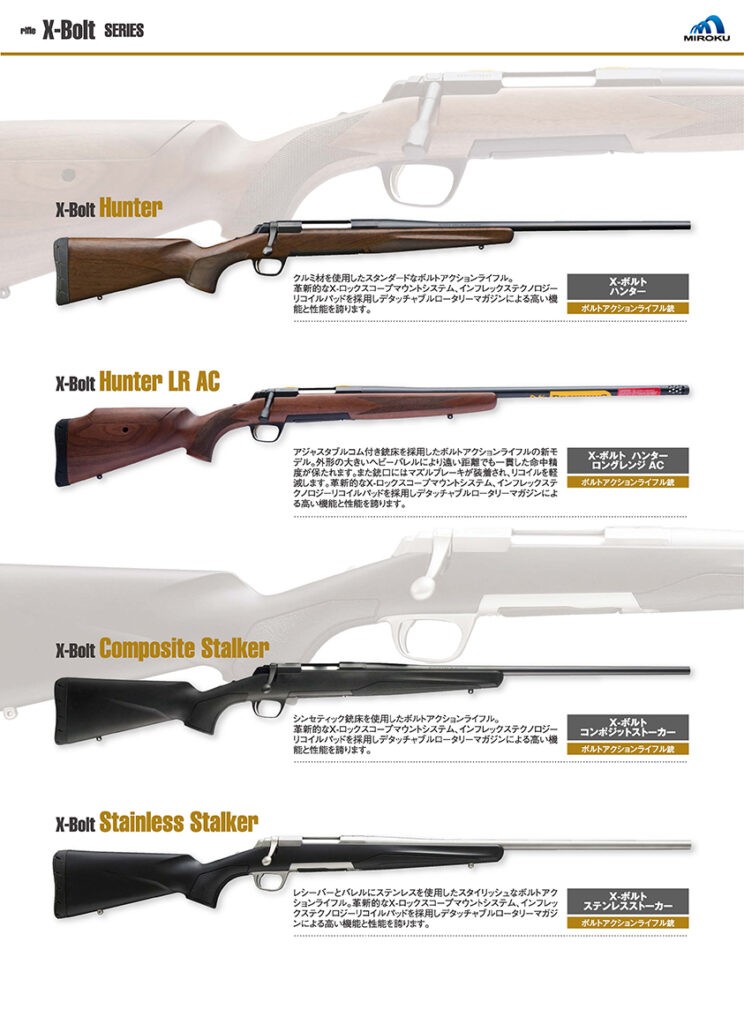 rifle X-Bolt SERIES
MIROKU
X-Bolt Hunter
クルミ材を使用したスタンダードなボルトアクションライフル。
革新的なX-ロックスコープマウントシステム、インフレックステクノロジー
リコイルパッドを採用しデタッチャブルロータリーマガジンによる高い機
能と性能を誇ります。
X-ボルト
ハンター
ボルトアクションライフル銃
X-Bolt Hunter LR AC
BROWNING
アジャスタブルコム付き銃床を採用したボルトアクションライフルの新モ
デル。外形の大きいヘビーバレルにより遠い距離でも一貫した命中精
度が保たれます。また銃口にはマズルブレーキが装着され、リコイルを軽
減します。革新的なX-ロックスコープマウントシステム、インフレックステ
クノロジーリコイルパッドを採用しデタッチャブルロータリーマガジンによ
る高い機能と性能を誇ります。
X-ボルト ハンター
ロングレンジ AC
ボルトアクションライフル銃
X-Bolt Composite Stalker
シンセティック銃床を使用したボルトアクションライフル。
革新的なX-ロックスコープマウントシステム、インフレックステクノロジー
リコイルパッドを採用しデタッチャブルロータリーマガジンによる高い機
能と性能を誇ります。
X-ボルト
コンポジットストーカー
ボルトアクションライフル銃
X-Bolt Stainless Stalker
レシーバーとバレルにステンレスを使用したスタイリッシュなボルトアク
ションライフル。革新的なX-ロックスコープマウントシステム、インフレッ
クステクノロジーリコイルパッドを採用しデタッチャブルロータリーマガジ
ンによる高い機能と性能を誇ります。
X-ボルト
ステンレスストーカー
ボルトアクションライフル銃